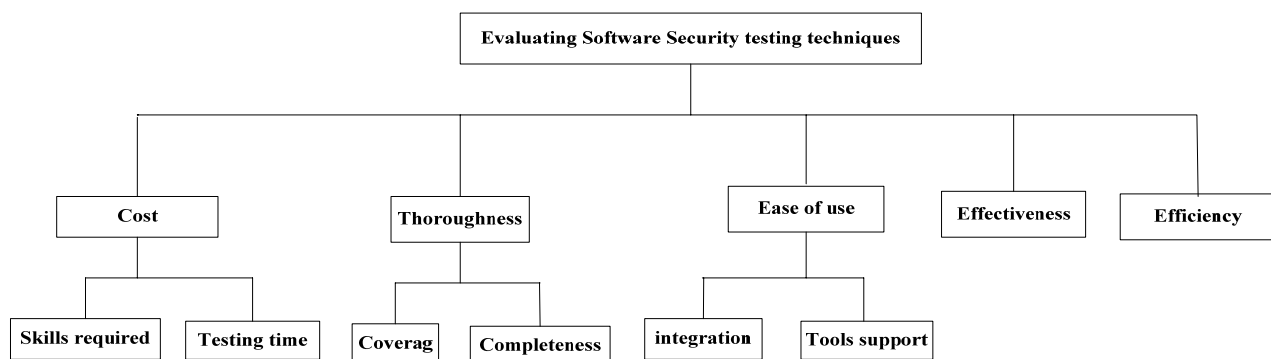 Evaluating Software Security testing techniques
Cost
Thoroughness
Ease of use
Effectiveness
Efficiency
Skills required
Testing time
Coverag
Completeness
integration
Tools support